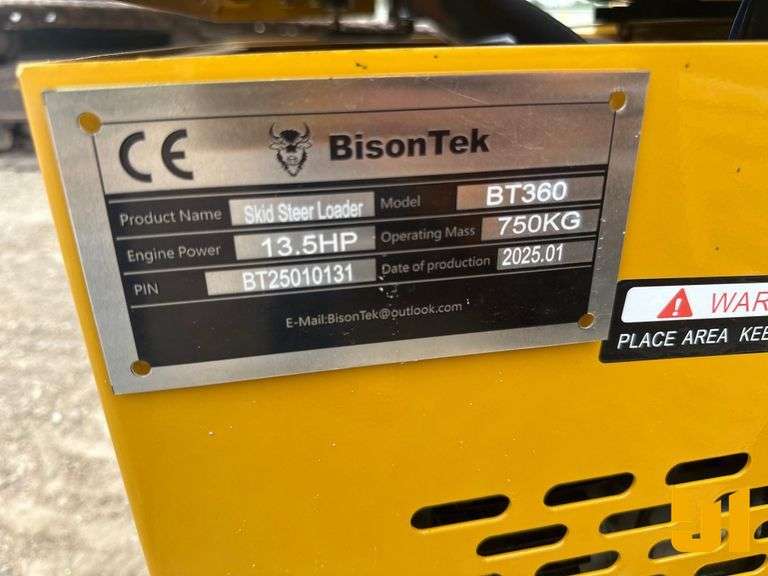 CE BisonTek
Product Name Skid Steer Loader Model BT360
Engine Power 13.5HP Operating Mass 750KG
PIN BT25010131 Date of production 2025.01
E-Mail:BisonTek@outlook.com
WAR
PLACE AREA KEE